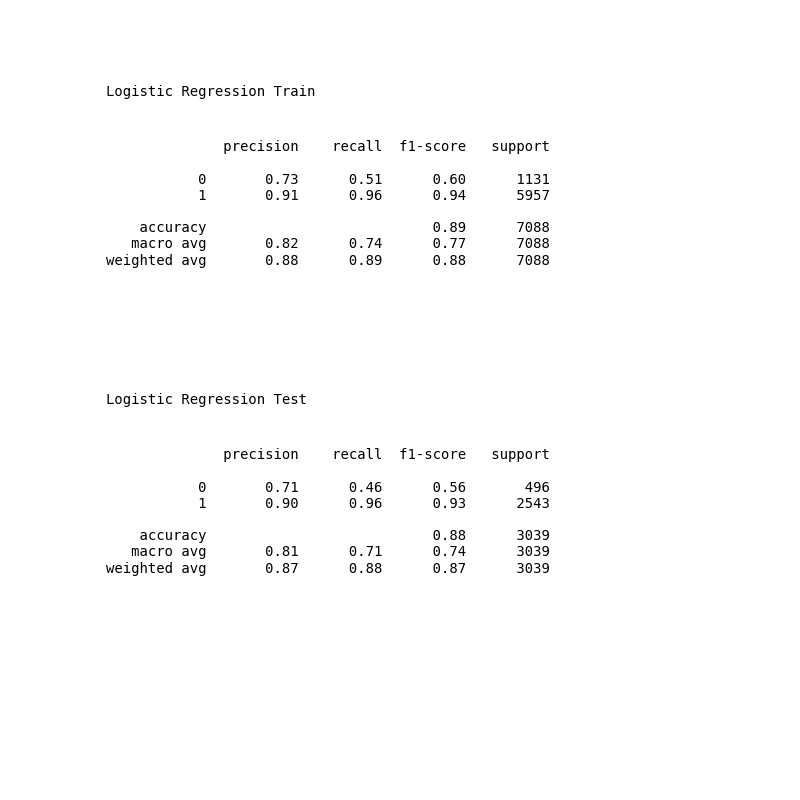 Logistic Regression Train
precision recall f1-score support
0 0.73 0.51 0.60 1131
1 0.91 0.96 0.94 5957
accuracy 0.89 7088
macro avg 0.82 0.74 0.77 7088
weighted avg 0.88 0.89 0.88 7088
Logistic Regression Test
precision recall f1-score support
0 0.71 0.46 0.56 496
1 0.90 0.96 0.93 2543
accuracy 0.88 3039
macro avg 0.81 0.71 0.74 3039
weighted avg 0.87 0.88 0.87 3039